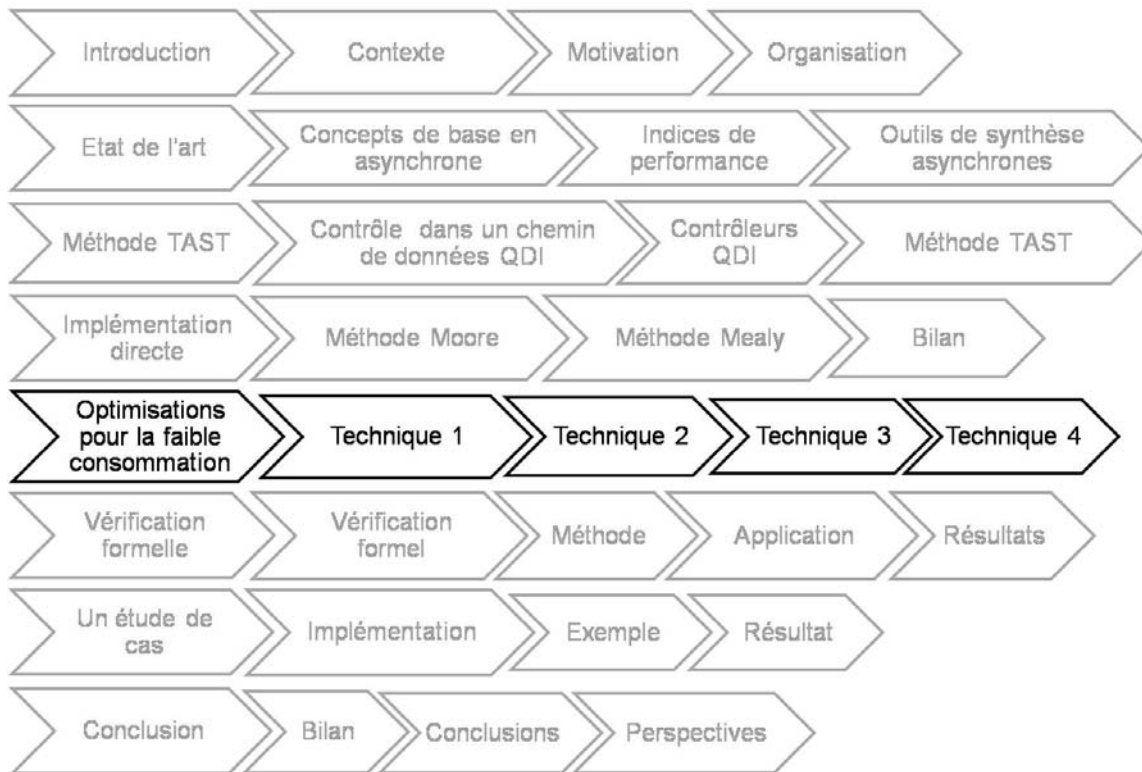 Introduction
Contexte
Motivation
Organisation
Etat de l'art
Concepts de base en
asynchrone
Indices de
performance
Outils de synthèse
asynchrones
Méthode TAST
Contrôle dans un chemin
de données QDI
Contrôleurs
QDI
Méthode TAST
Implémentation
directe
Méthode Moore
Méthode Mealy
Bilan
Optimisations
pour la faible
consommation
Technique 1
Technique 2
Technique 3
Technique 4
Vérification
formelle
Vérification
formel
Méthode
Application
Résultats
Un étude de
cas
Implémentation
Exemple
Résultat
Conclusion
Bilan
Conclusions
Perspectives